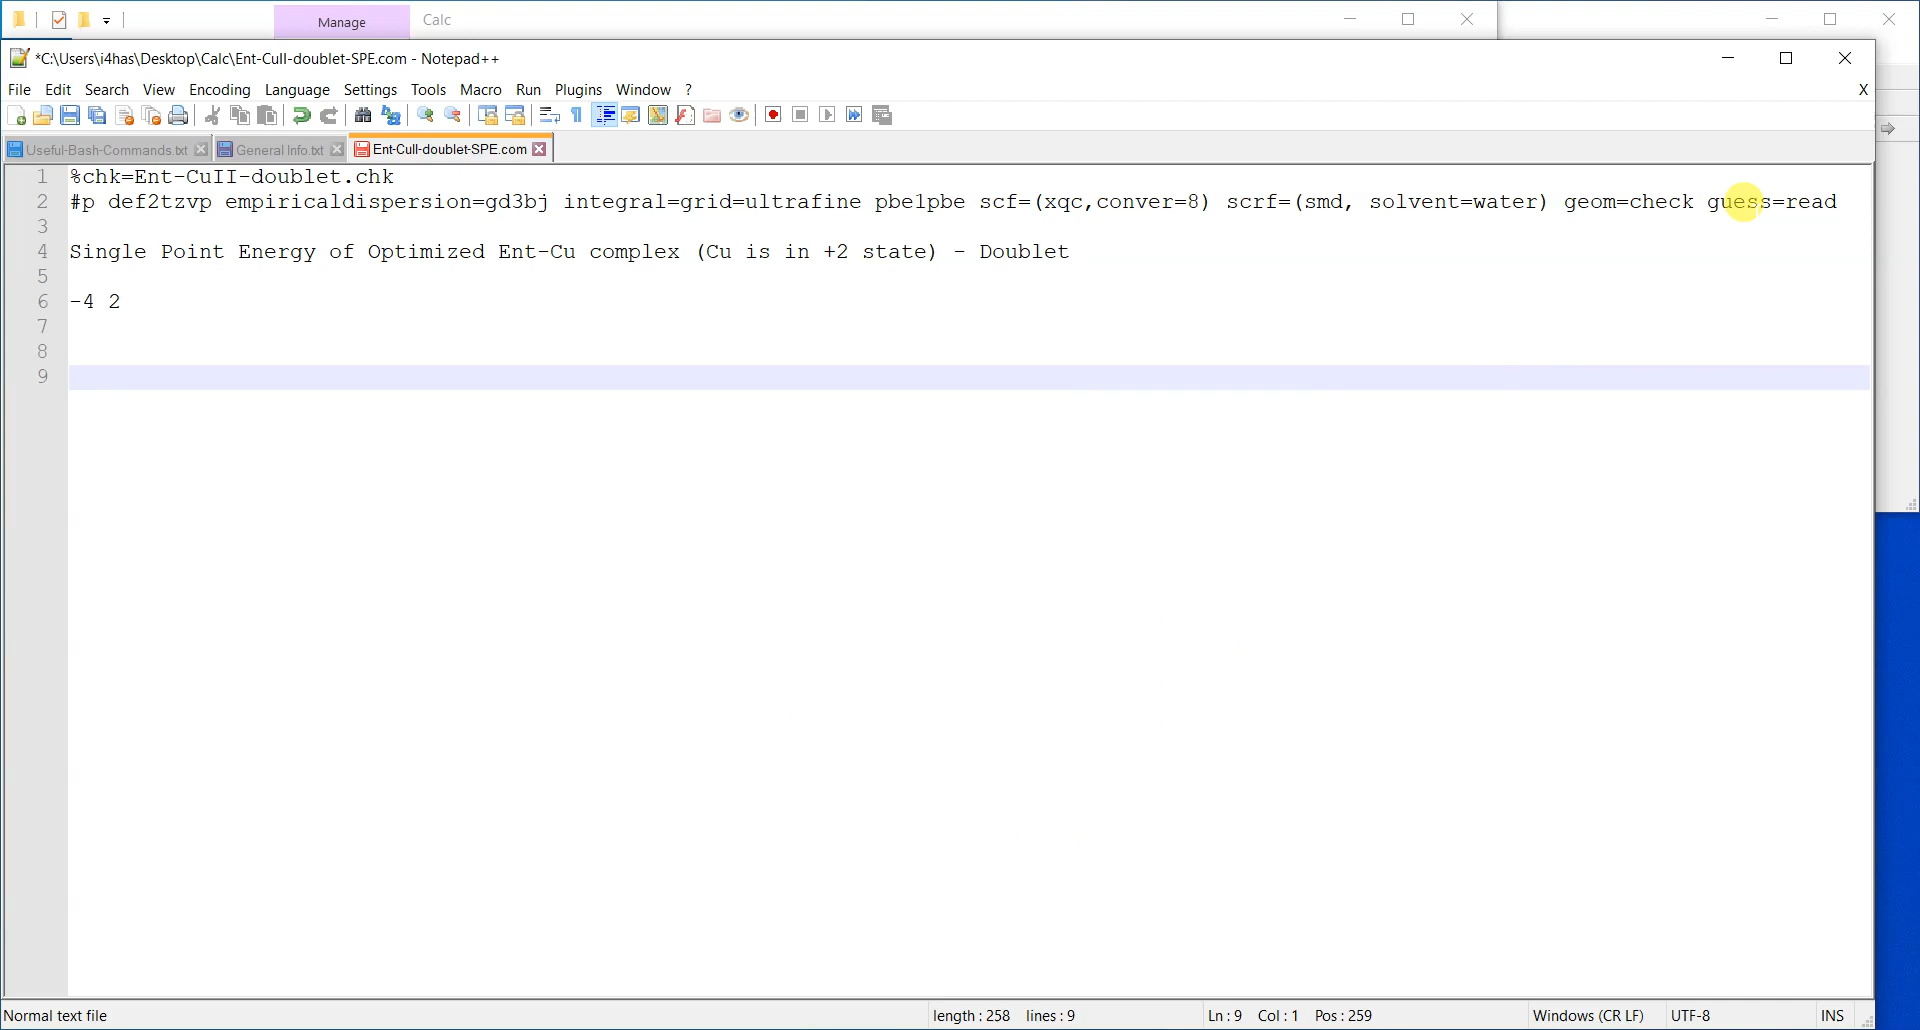 Manage
Calc
*C:\Users\i4has\Desktop\Calc\Ent-CuII-doublet-SPE.com - Notepad++
File Edit Search View Encoding Language Settings Tools Macro Run Plugins Window ?
X
Useful-Bash-Commands.txt
General Info.txt
Ent-CuII-doublet-SPE.com
1 %chk=Ent-CuII-doublet.chk
2 #p def2tzvp empiricaldispersion=gd3bj integral=grid=ultrafine pbe1pbe scf=(xqc,conver=8) scrf=(smd, solvent=water) geom=check guess=read
3
4 Single Point Energy of Optimized Ent-Cu complex (Cu is in +2 state) - Doublet
5
6 -4 2
7
8
9
Normal text file
length : 258 lines : 9
Ln : 9 Col : 1 Pos : 259
Windows (CR LF)
UTF-8
INS